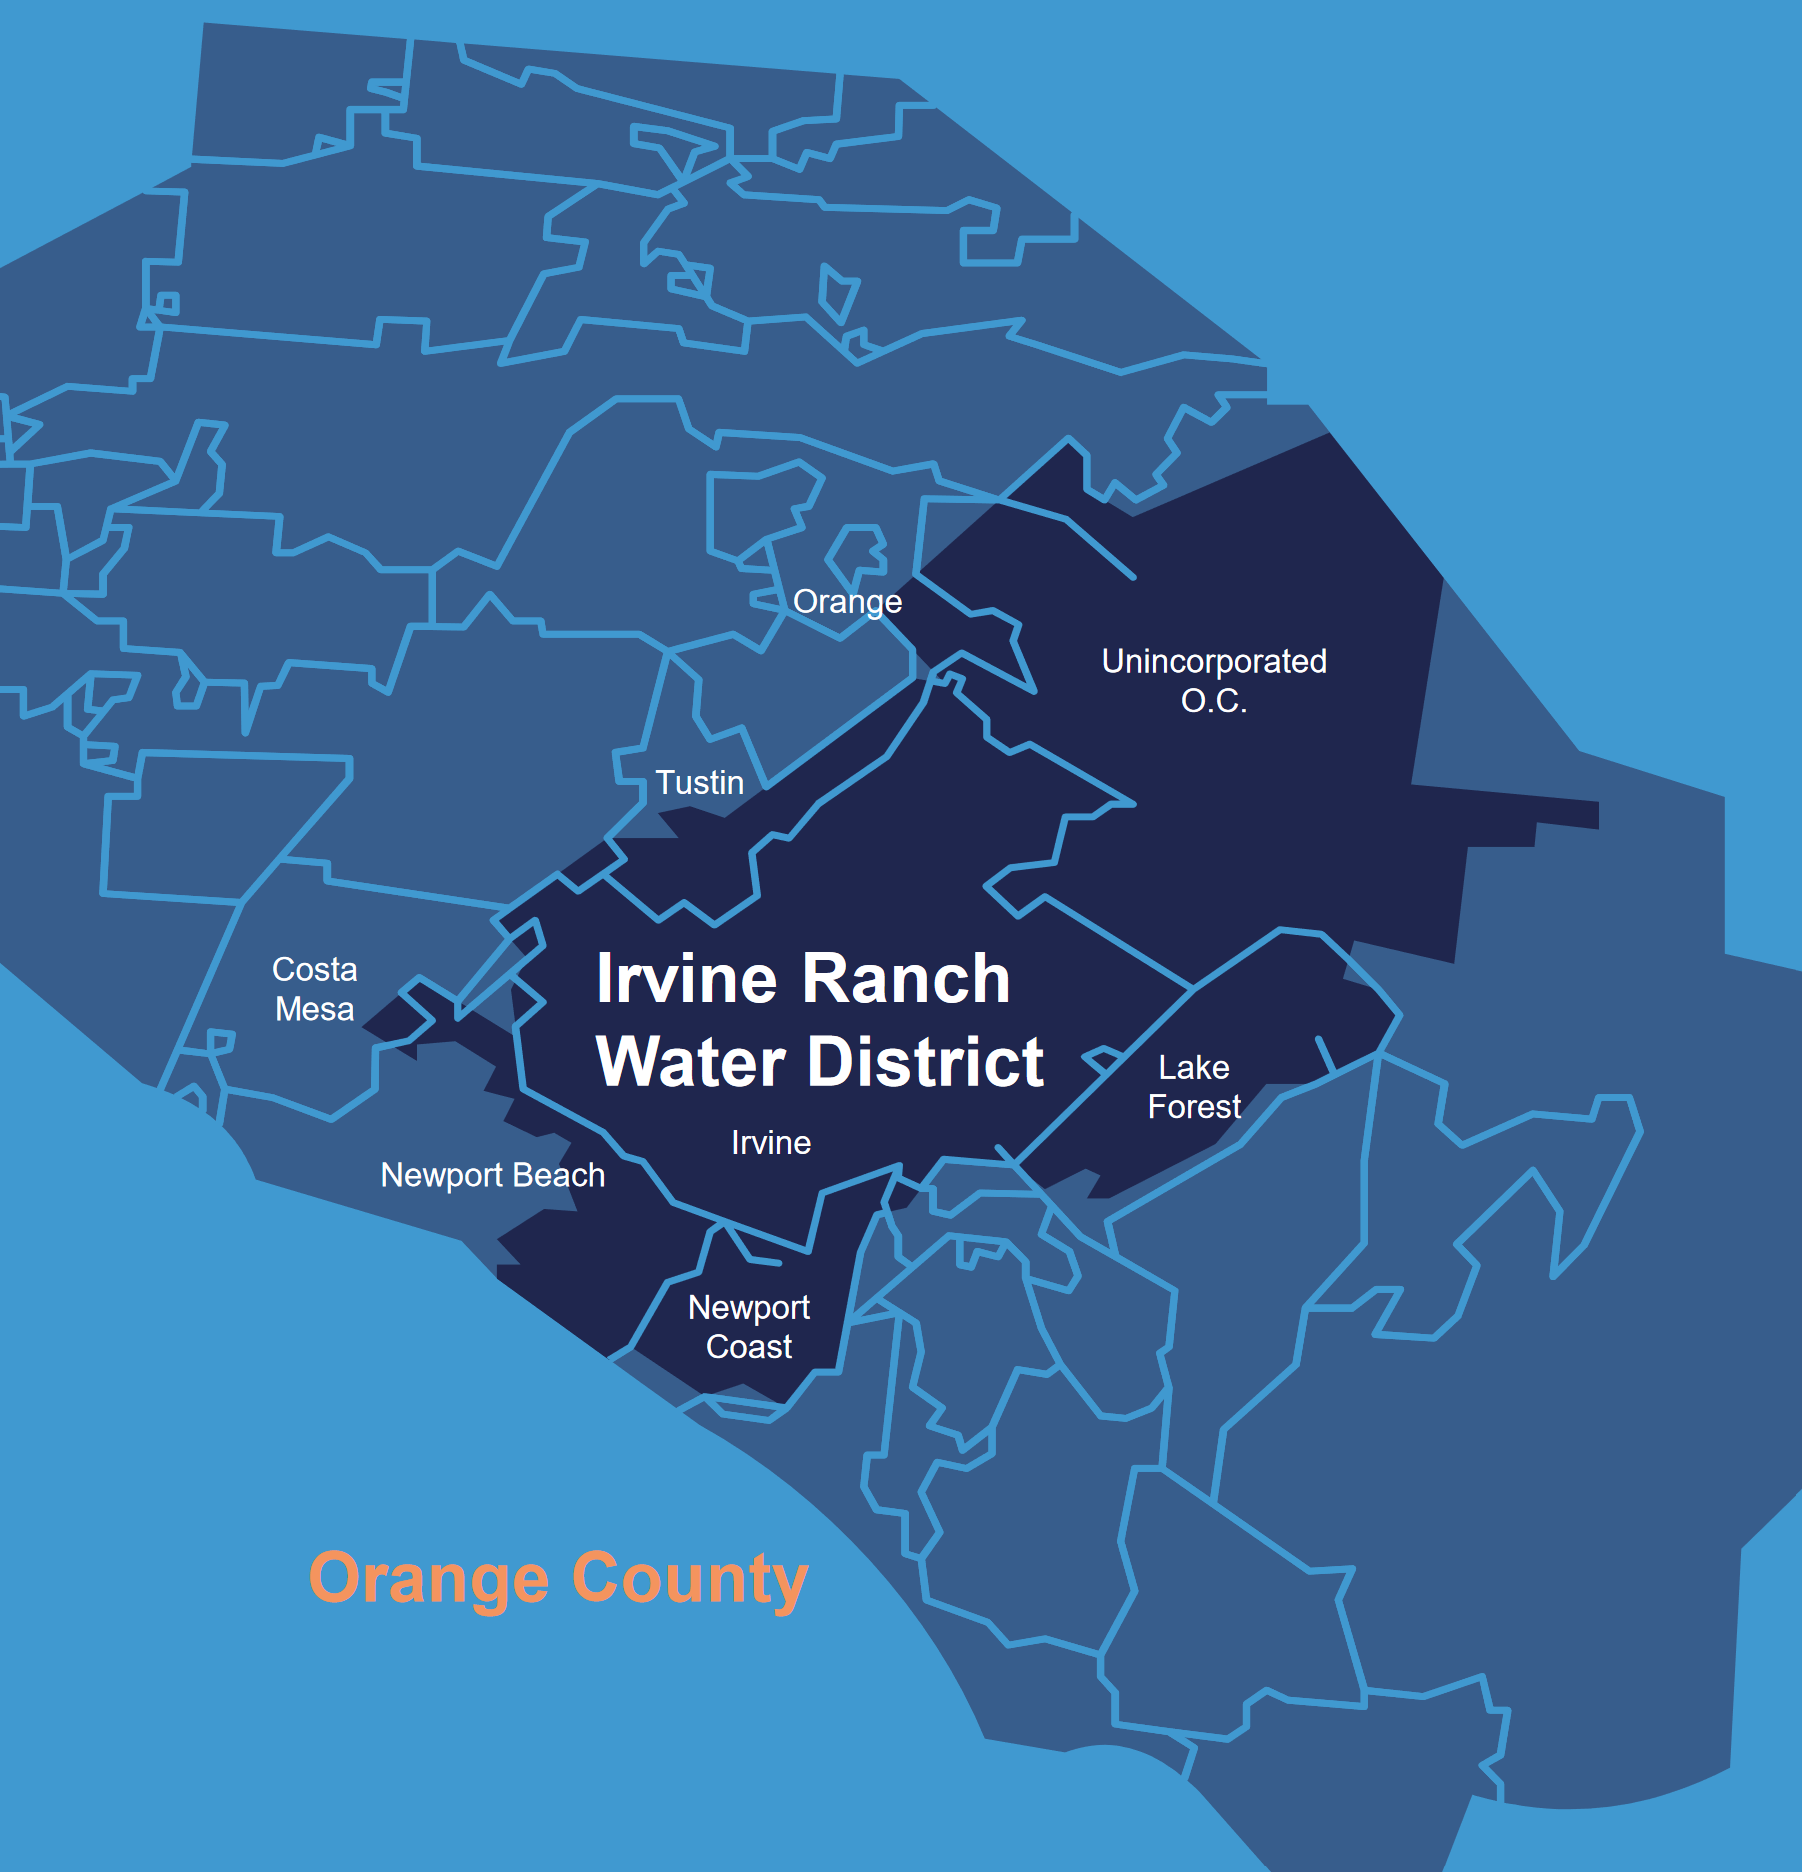 Orange
Unincorporated
O.C.
Tustin
Costa
Mesa
Irvine Ranch
Water District
Lake
Forest
Irvine
Newport Beach
Newport
Coast
Orange County